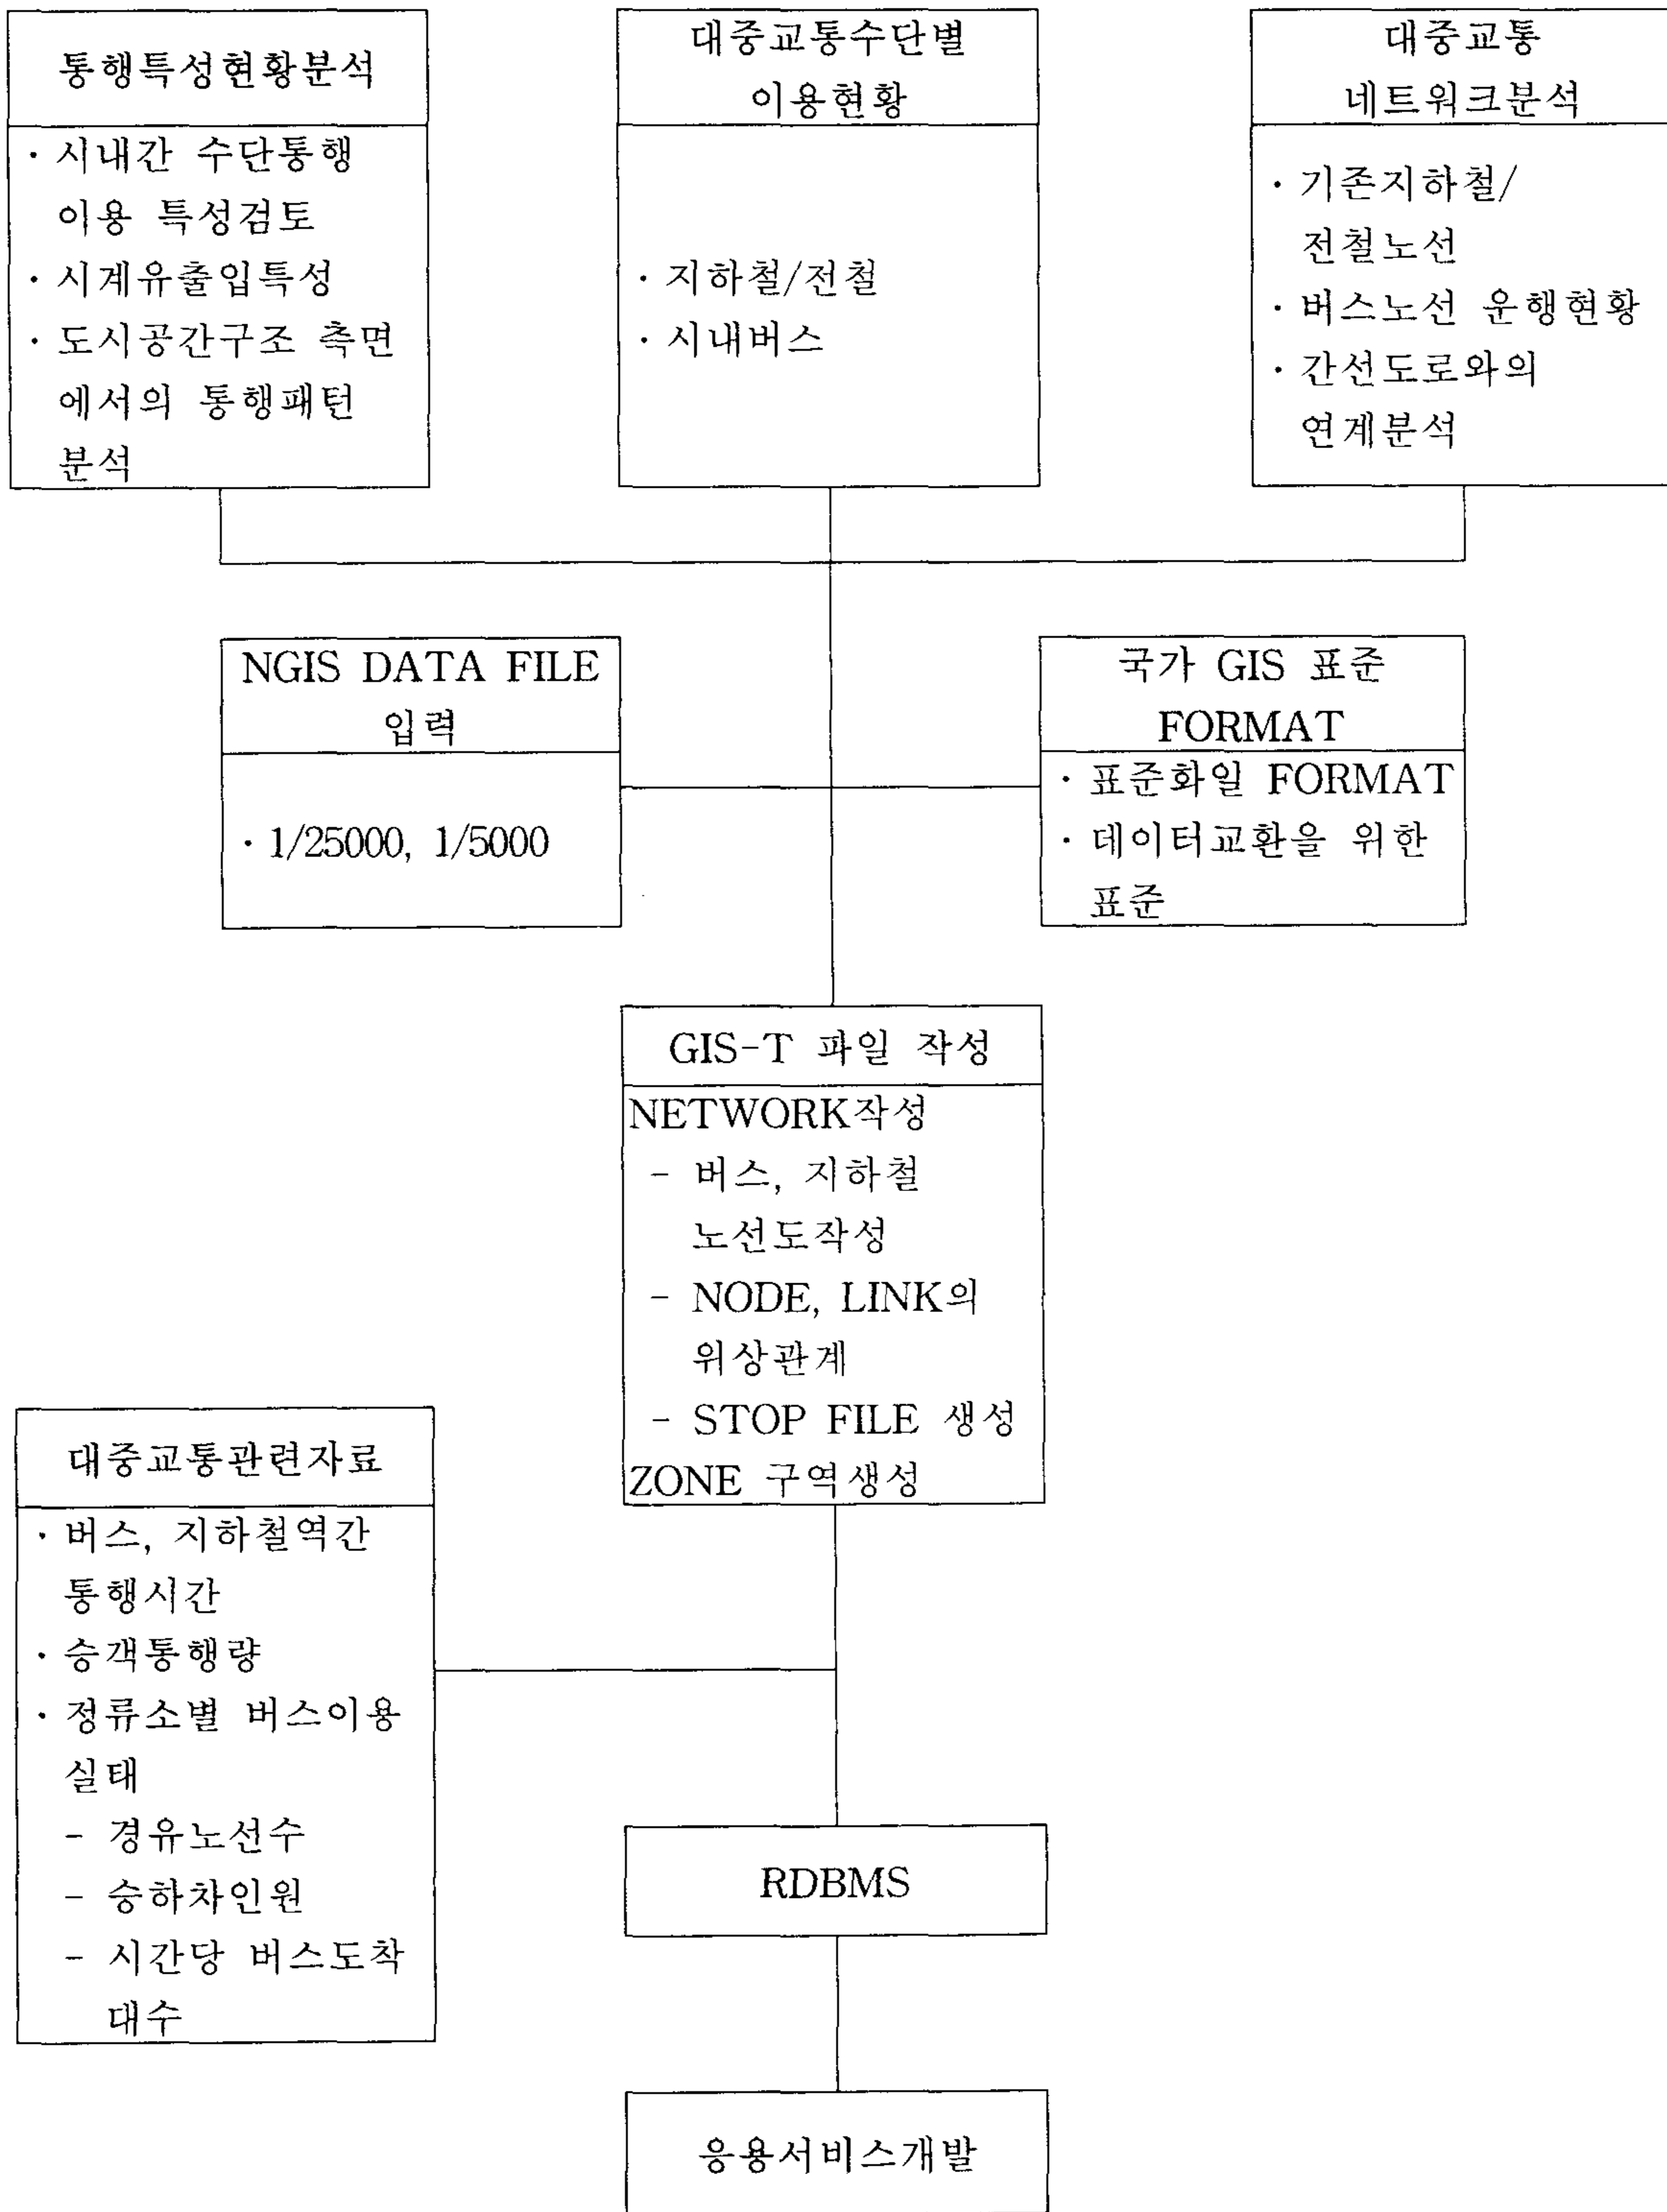 통행특성현황분석
· 시내간 수단통행
이용 특성검토
· 시계유출입특성
· 도시공간구조 측면
에서의 통행패턴
분석
대중교통수단별
이용현황
· 지하철/전철
· 시내버스
대중교통
네트워크분석
· 기존지하철/
전철노선
· 버스노선 운행현황
· 간선도로와의
연계분석
NGIS DATA FILE
입력
· 1/25000, 1/5000
국가 GIS 표준
FORMAT
· 표준화일 FORMAT
· 데이터교환을 위한
표준
GIS-T 파일 작성
NETWORK작성
- 버스, 지하철
노선도작성
- NODE, LINK의
위상관계
- STOP FILE 생성
ZONE 구역생성
대중교통관련자료
· 버스, 지하철역간
통행시간
· 승객통행량
· 정류소별 버스이용
실태
- 경유노선수
- 승하차인원
- 시간당 버스도착
대수
RDBMS
응용서비스개발